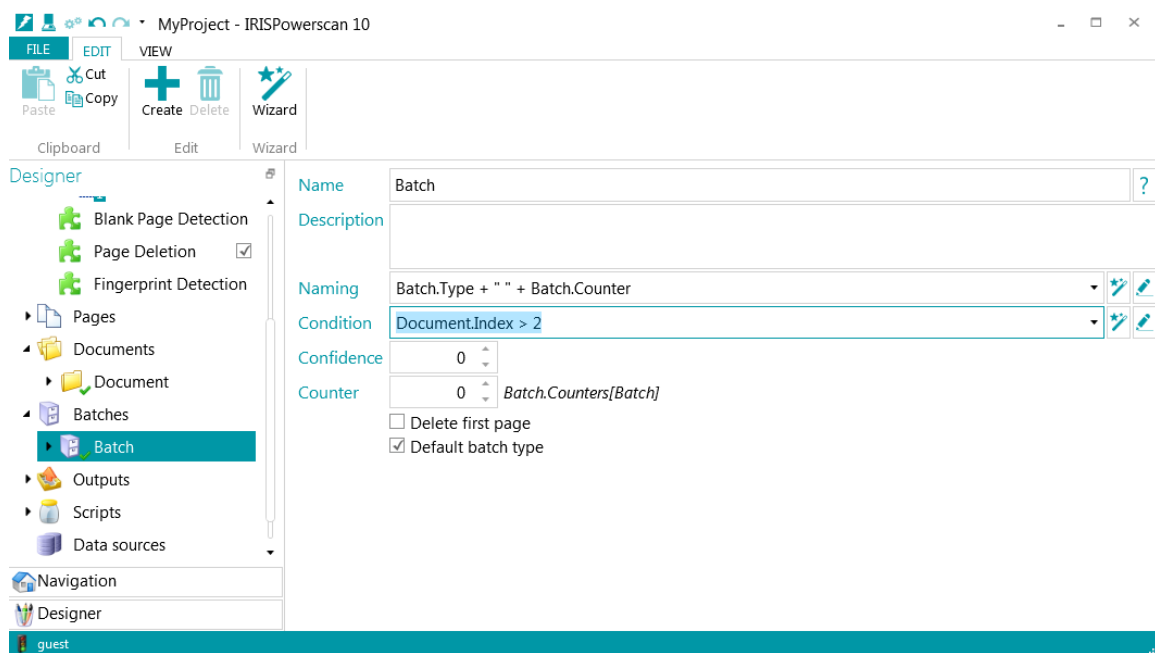 MyProject - IRISPowerscan 10
FILE EDIT VIEW
Paste
Cut
Copy
Create Delete
Wizard
Clipboard Edit Wizard
Designer
Blank Page Detection
Page Deletion
Fingerprint Detection
Pages
Documents
Document
Batches
Batch
Outputs
Scripts
Data sources
Navigation
Designer
Name Batch ?
Description
Naming Batch.Type + " " + Batch.Counter
Condition Document.Index > 2
Confidence 0
Counter 0 Batch.Counters[Batch]
Delete first page
Default batch type
guest